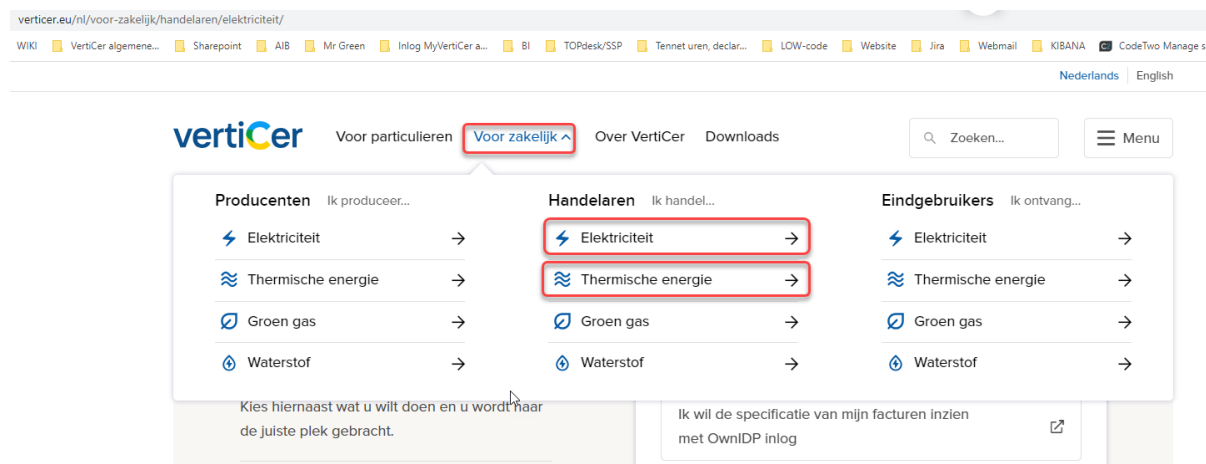 verticer.eu/nl/voor-zakelijk/handelaren/elektriciteit/
WIKI VertiCer algemene... Sharepoint AIB Mr Green Inlog MyVertiCer a... BI TOPdesk/SSP Tennet uren, declar... LOW-code Website Jira Webmail KIBANA CodeTwo Manage s
Nederlands English
vertiCer Voor particulieren Voor zakelijk Over VertiCer Downloads Zoeken... Menu
Producenten Ik produceer... Handelaren Ik handel... Eindgebruikers Ik ontvang...
Elektriciteit Elektriciteit Elektriciteit
Thermische energie Thermische energie Thermische energie
Groen gas Groen gas Groen gas
Waterstof Waterstof Waterstof
Kies hiernaast wat u wilt doen en u wordt naar
de juiste plek gebracht.
Ik wil de specificatie van mijn facturen inzien
met OwnIDP inlog